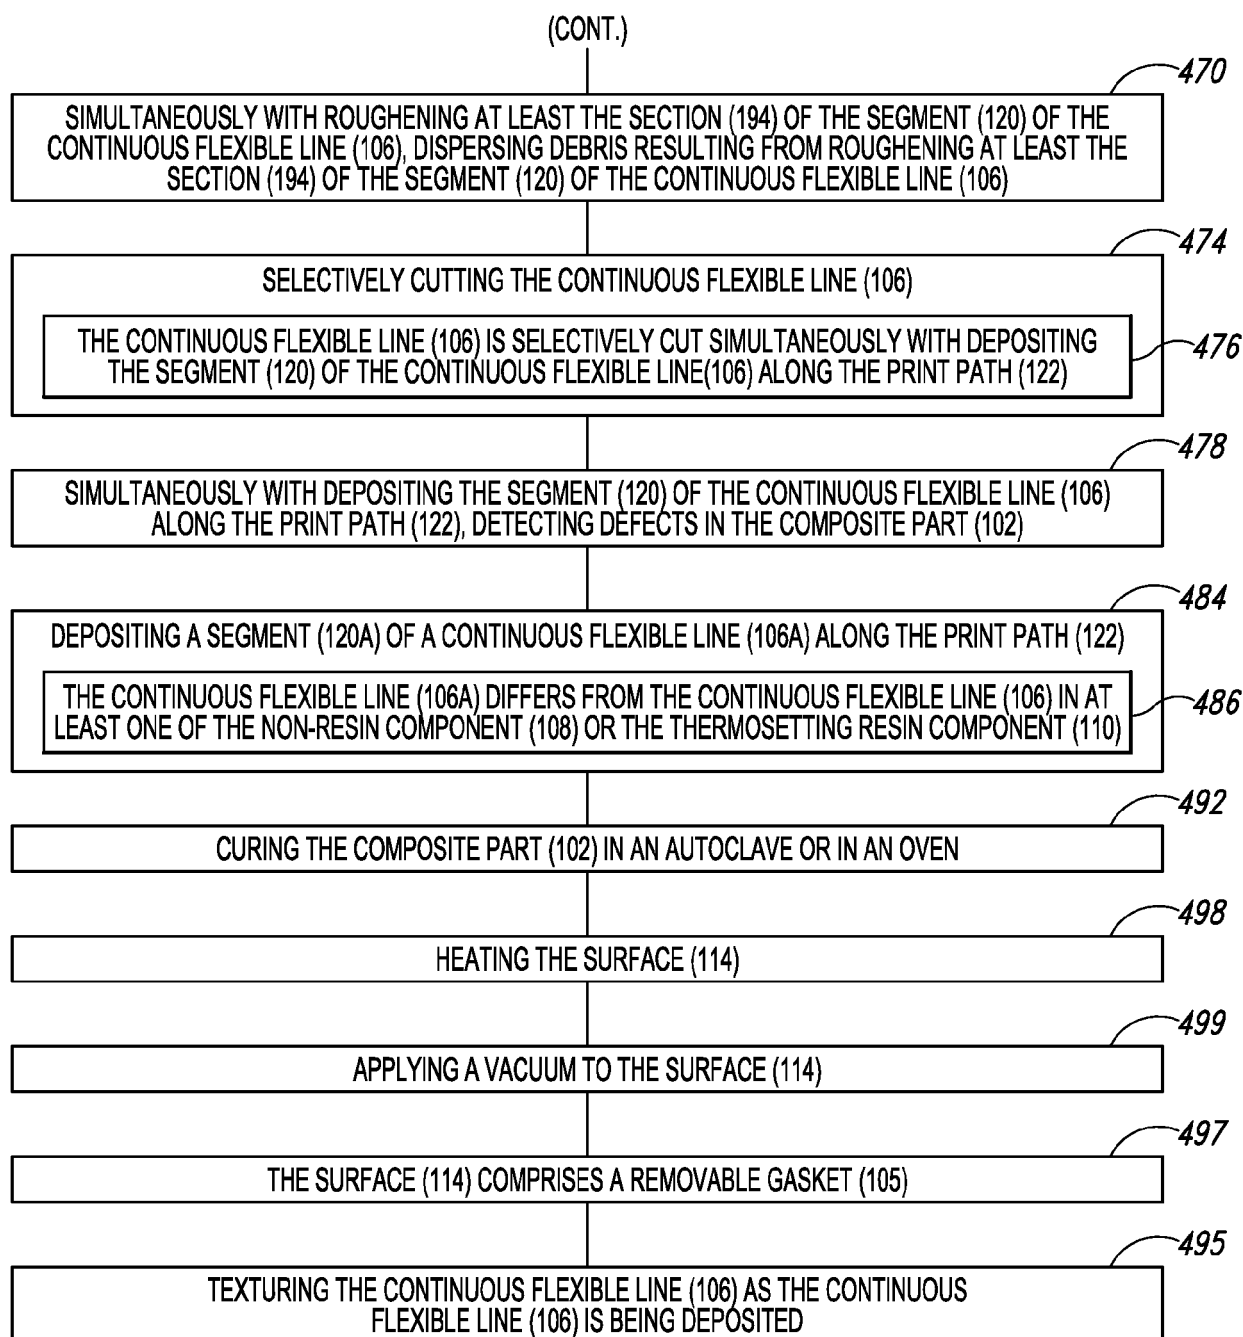 (CONT.)
470
SIMULTANEOUSLY WITH ROUGHENING AT LEAST THE SECTION (194) OF THE SEGMENT (120) OF THE
CONTINUOUS FLEXIBLE LINE (106), DISPERSING DEBRIS RESULTING FROM ROUGHENING AT LEAST THE
SECTION (194) OF THE SEGMENT (120) OF THE CONTINUOUS FLEXIBLE LINE (106)
474
SELECTIVELY CUTTING THE CONTINUOUS FLEXIBLE LINE (106)
THE CONTINUOUS FLEXIBLE LINE (106) IS SELECTIVELY CUT SIMULTANEOUSLY WITH DEPOSITING
THE SEGMENT (120) OF THE CONTINUOUS FLEXIBLE LINE(106) ALONG THE PRINT PATH (122)
476
478
SIMULTANEOUSLY WITH DEPOSITING THE SEGMENT (120) OF THE CONTINUOUS FLEXIBLE LINE (106)
ALONG THE PRINT PATH (122), DETECTING DEFECTS IN THE COMPOSITE PART (102)
484
DEPOSITING A SEGMENT (120A) OF A CONTINUOUS FLEXIBLE LINE (106A) ALONG THE PRINT PATH (122)
THE CONTINUOUS FLEXIBLE LINE (106A) DIFFERS FROM THE CONTINUOUS FLEXIBLE LINE (106) IN AT
LEAST ONE OF THE NON-RESIN COMPONENT (108) OR THE THERMOSETTING RESIN COMPONENT (110)
486
492
CURING THE COMPOSITE PART (102) IN AN AUTOCLAVE OR IN AN OVEN
498
HEATING THE SURFACE (114)
499
APPLYING A VACUUM TO THE SURFACE (114)
497
THE SURFACE (114) COMPRISES A REMOVABLE GASKET (105)
495
TEXTURING THE CONTINUOUS FLEXIBLE LINE (106) AS THE CONTINUOUS
FLEXIBLE LINE (106) IS BEING DEPOSITED